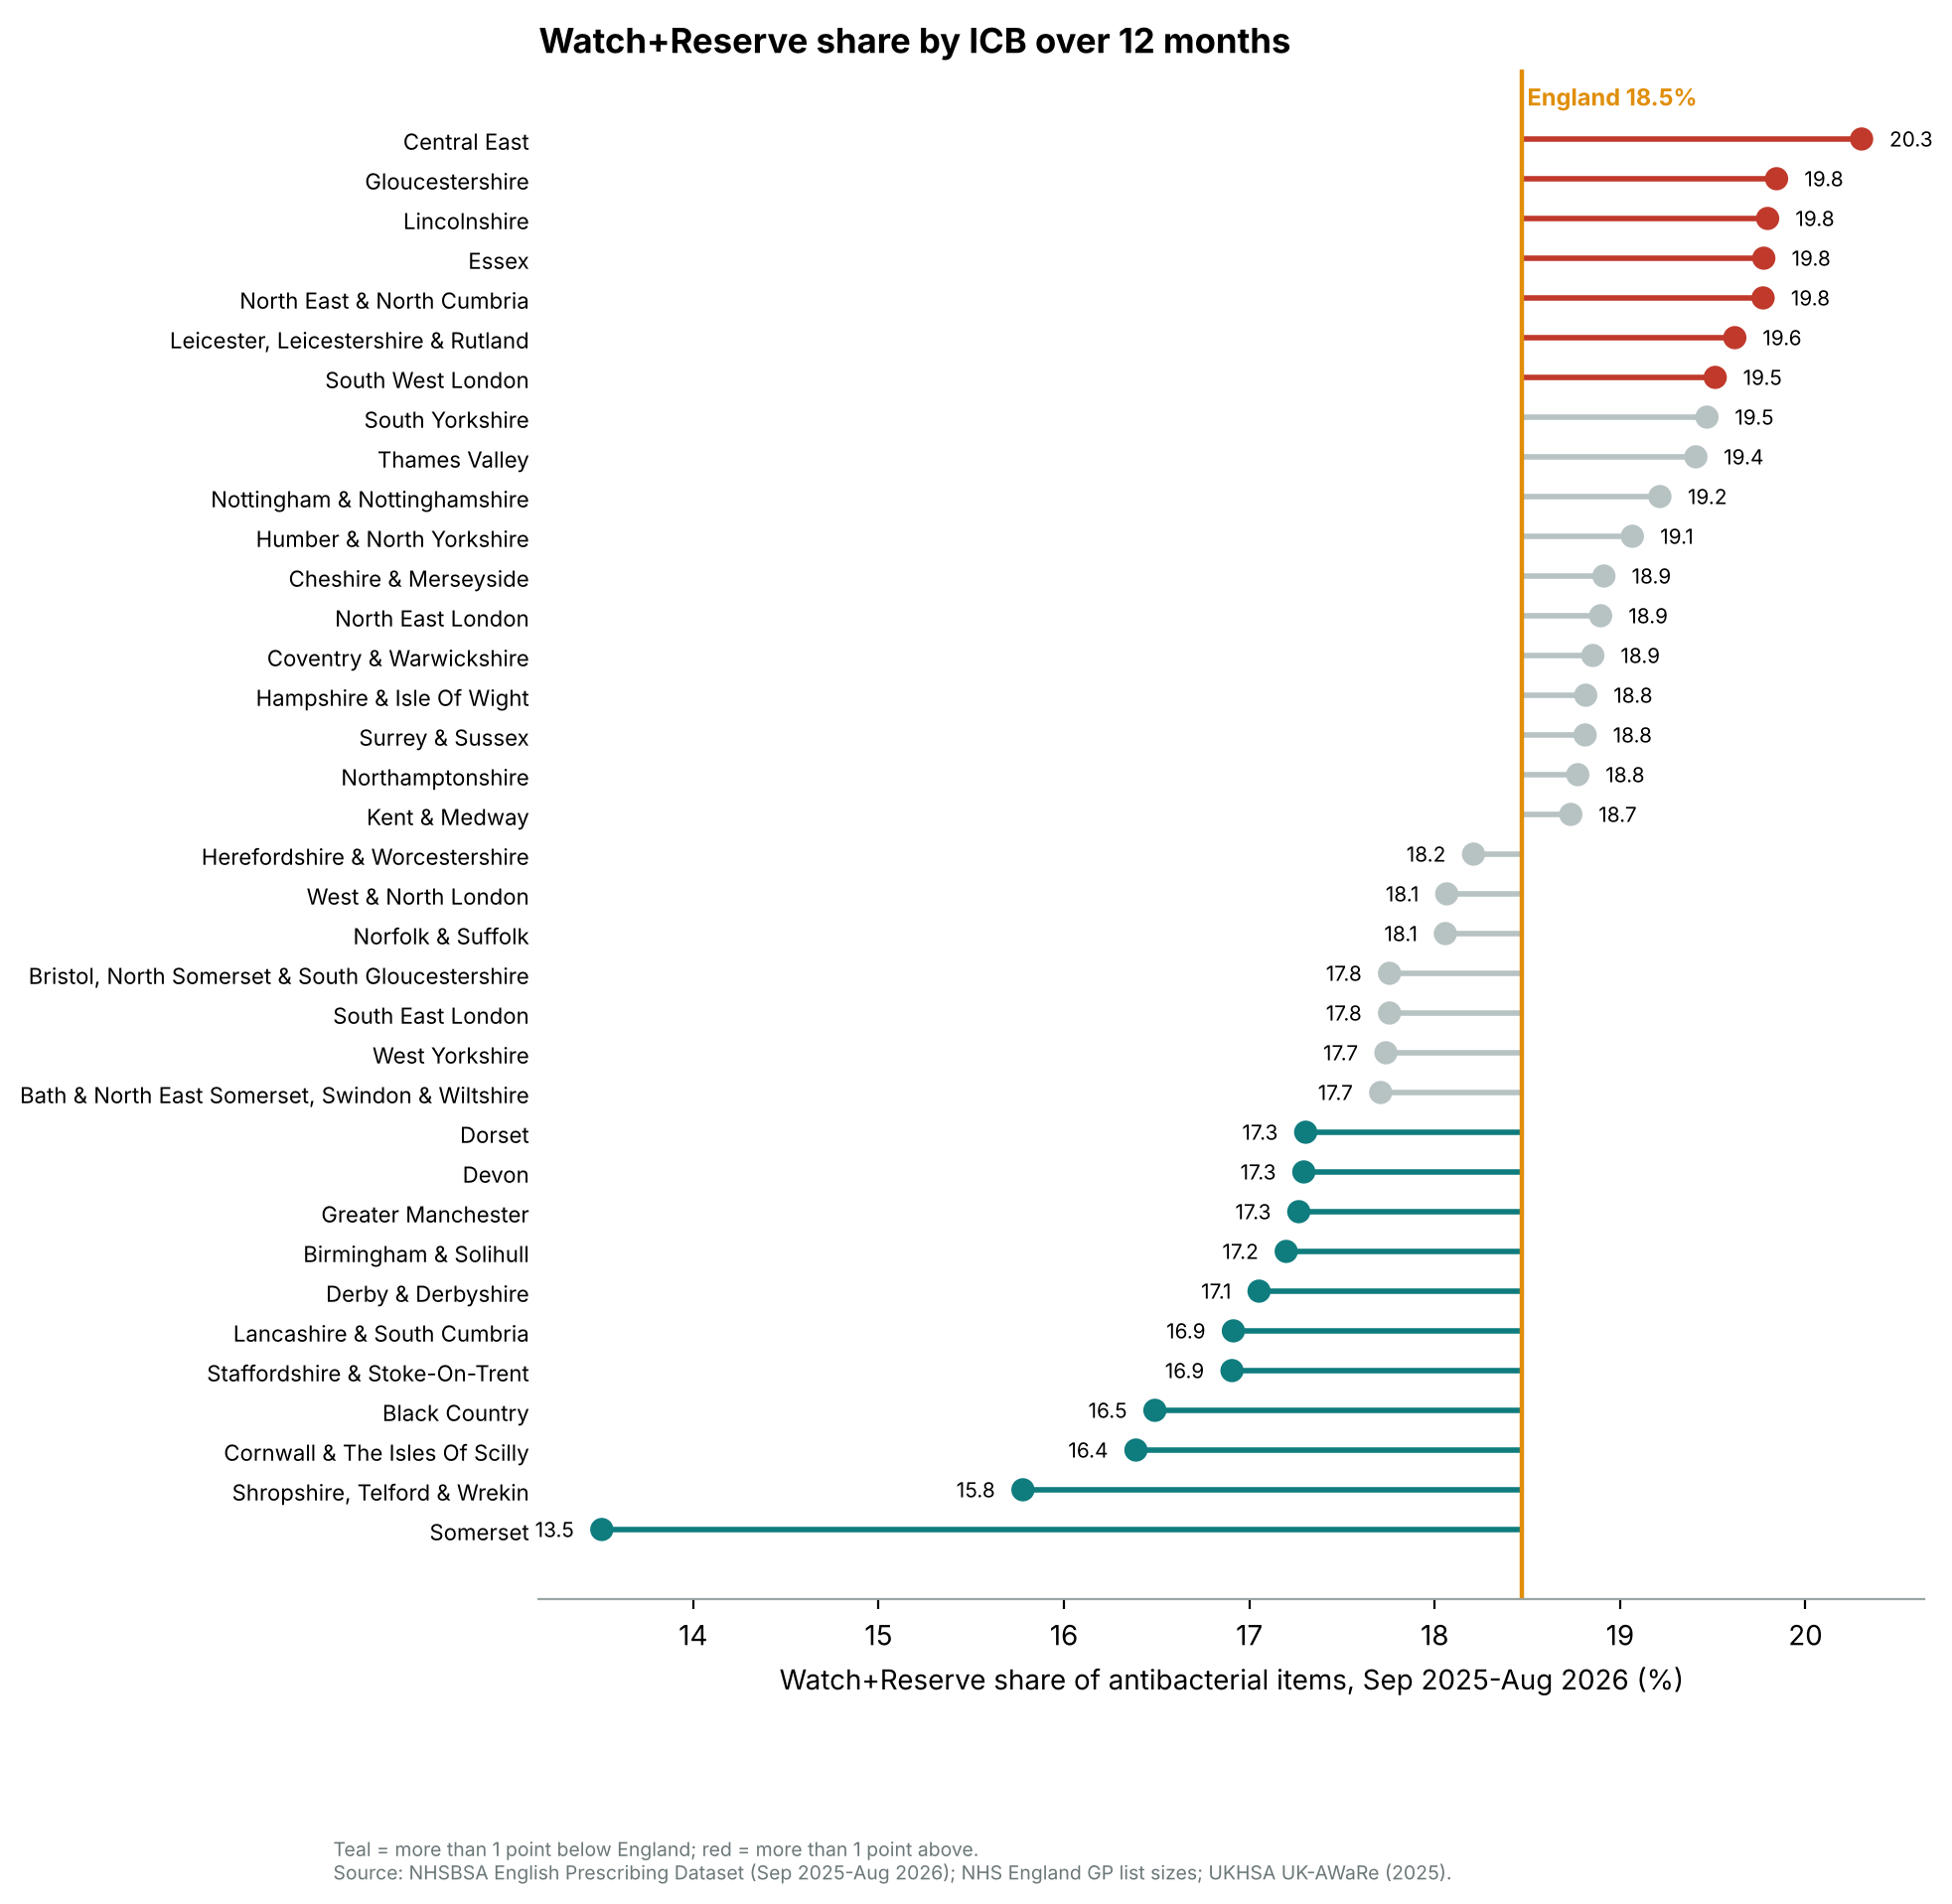 Watch+Reserve share by ICB over 12 months
England 18.5%
Central East 20.3
Gloucestershire 19.8
Lincolnshire 19.8
Essex 19.8
North East & North Cumbria 19.8
Leicester, Leicestershire & Rutland 19.6
South West London 19.5
South Yorkshire 19.5
Thames Valley 19.4
Nottingham & Nottinghamshire 19.2
Humber & North Yorkshire 19.1
Cheshire & Merseyside 18.9
North East London 18.9
Coventry & Warwickshire 18.9
Hampshire & Isle Of Wight 18.8
Surrey & Sussex 18.8
Northamptonshire 18.8
Kent & Medway 18.7
Herefordshire & Worcestershire 18.2
West & North London 18.1
Norfolk & Suffolk 18.1
Bristol, North Somerset & South Gloucestershire 17.8
South East London 17.8
West Yorkshire 17.7
Bath & North East Somerset, Swindon & Wiltshire 17.7
Dorset 17.3
Devon 17.3
Greater Manchester 17.3
Birmingham & Solihull 17.2
Derby & Derbyshire 17.1
Lancashire & South Cumbria 16.9
Staffordshire & Stoke-On-Trent 16.9
Black Country 16.5
Cornwall & The Isles Of Scilly 16.4
Shropshire, Telford & Wrekin 15.8
Somerset 13.5
14 15 16 17 18 19 20
Watch+Reserve share of antibacterial items, Sep 2025-Aug 2026 (%)
Teal = more than 1 point below England; red = more than 1 point above.
Source: NHSBSA English Prescribing Dataset (Sep 2025-Aug 2026); NHS England GP list sizes; UKHSA UK-AWaRe (2025).